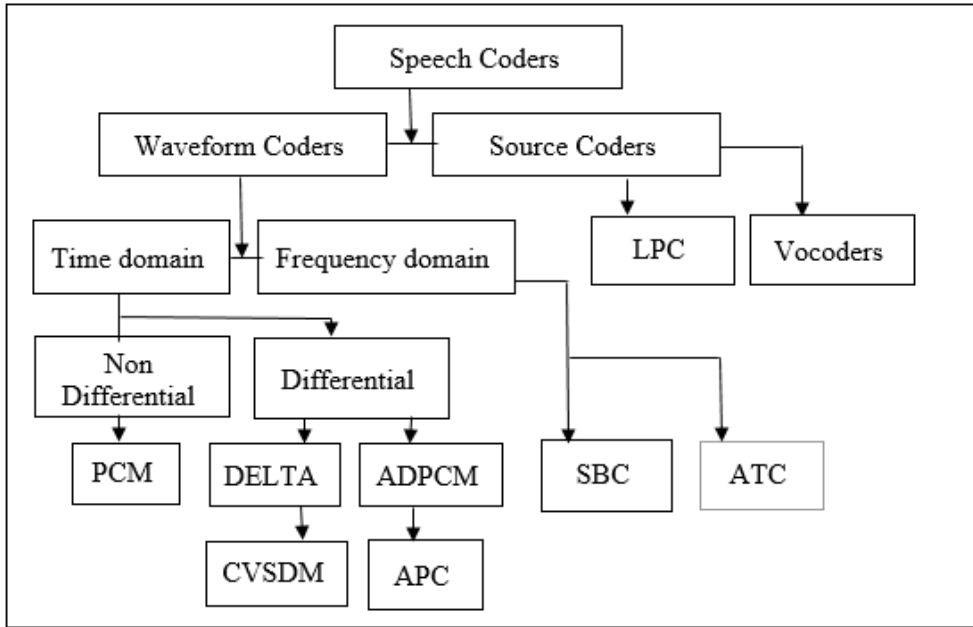 Speech Coders
Waveform Coders
Source Coders
LPC
Vocoders
Time domain
Frequency domain
Non
Differential
Differential
PCM
DELTA
ADPCM
SBC
ATC
CVSDM
APC